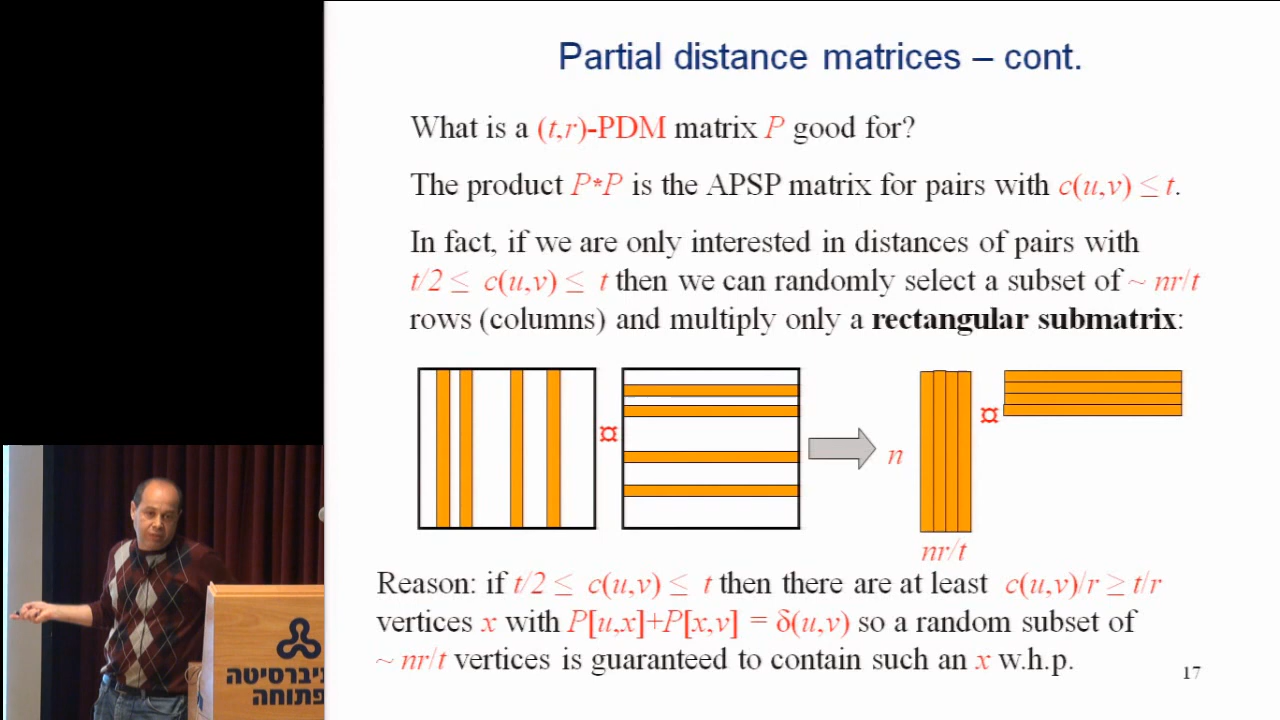 Partial distance matrices – cont.
What is a (t,r)-PDM matrix P good for?
The product P*P is the APSP matrix for pairs with c(u,v) ≤ t.
In fact, if we are only interested in distances of pairs with
t/2 ≤ c(u,v) ≤ t then we can randomly select a subset of ~ nr/t
rows (columns) and multiply only a rectangular submatrix:
¤
n
¤
nr/t
Reason: if t/2 ≤ c(u,v) ≤ t then there are at least c(u,v)/r ≥ t/r
vertices x with P[u,x]+P[x,v] = δ(u,v) so a random subset of
~ nr/t vertices is guaranteed to contain such an x w.h.p.
17